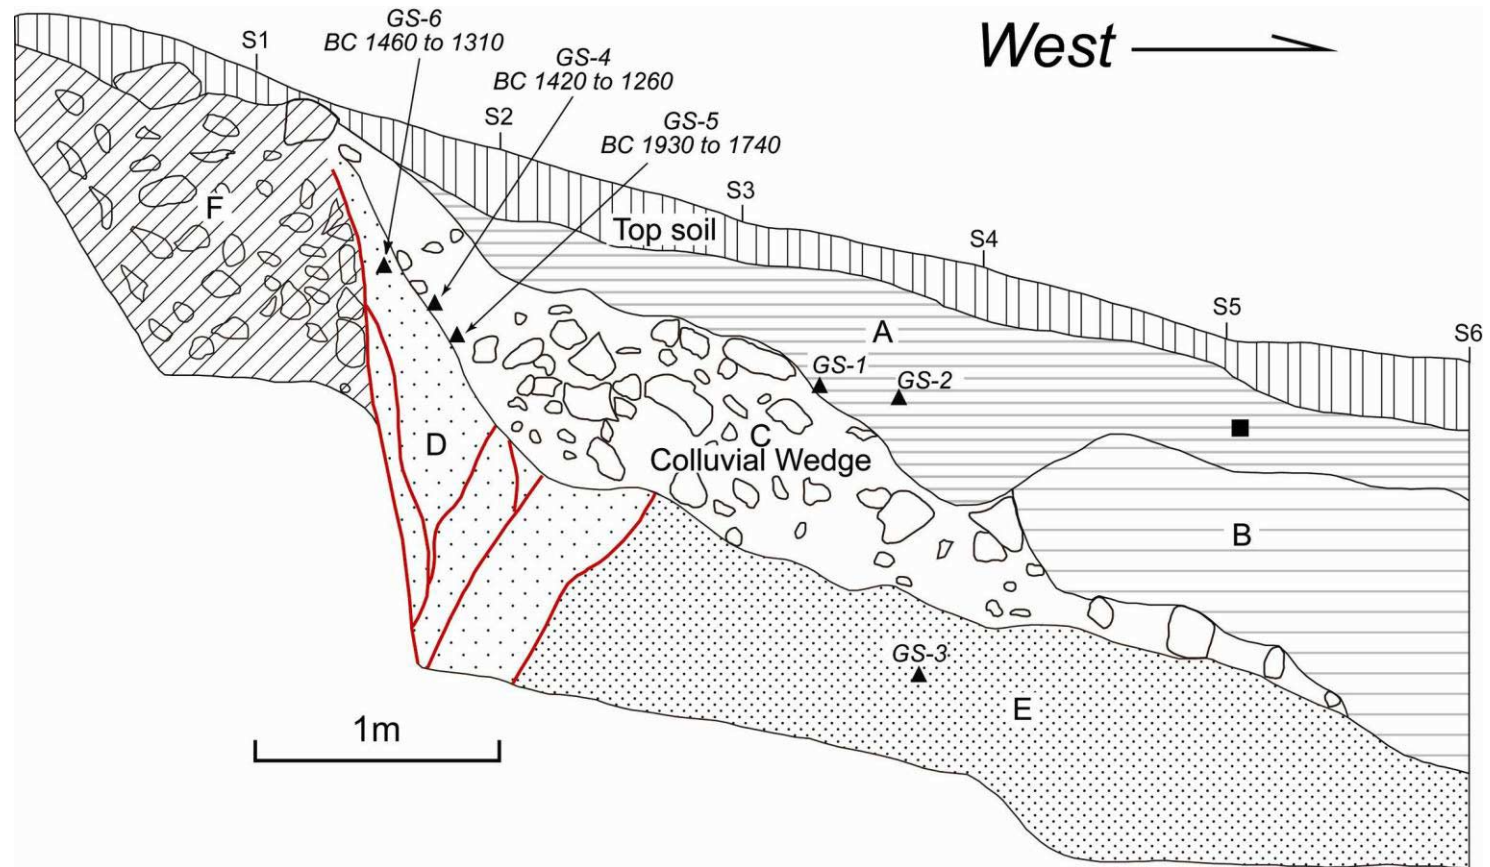 GS-6
BC 1460 to 1310
West
S1
GS-4
BC 1420 to 1260
S2
GS-5
BC 1930 to 1740
S3
F
Top soil
S4
S5
A
S6
GS-1
GS-2
D
C
Colluvial Wedge
B
GS-3
E
1m